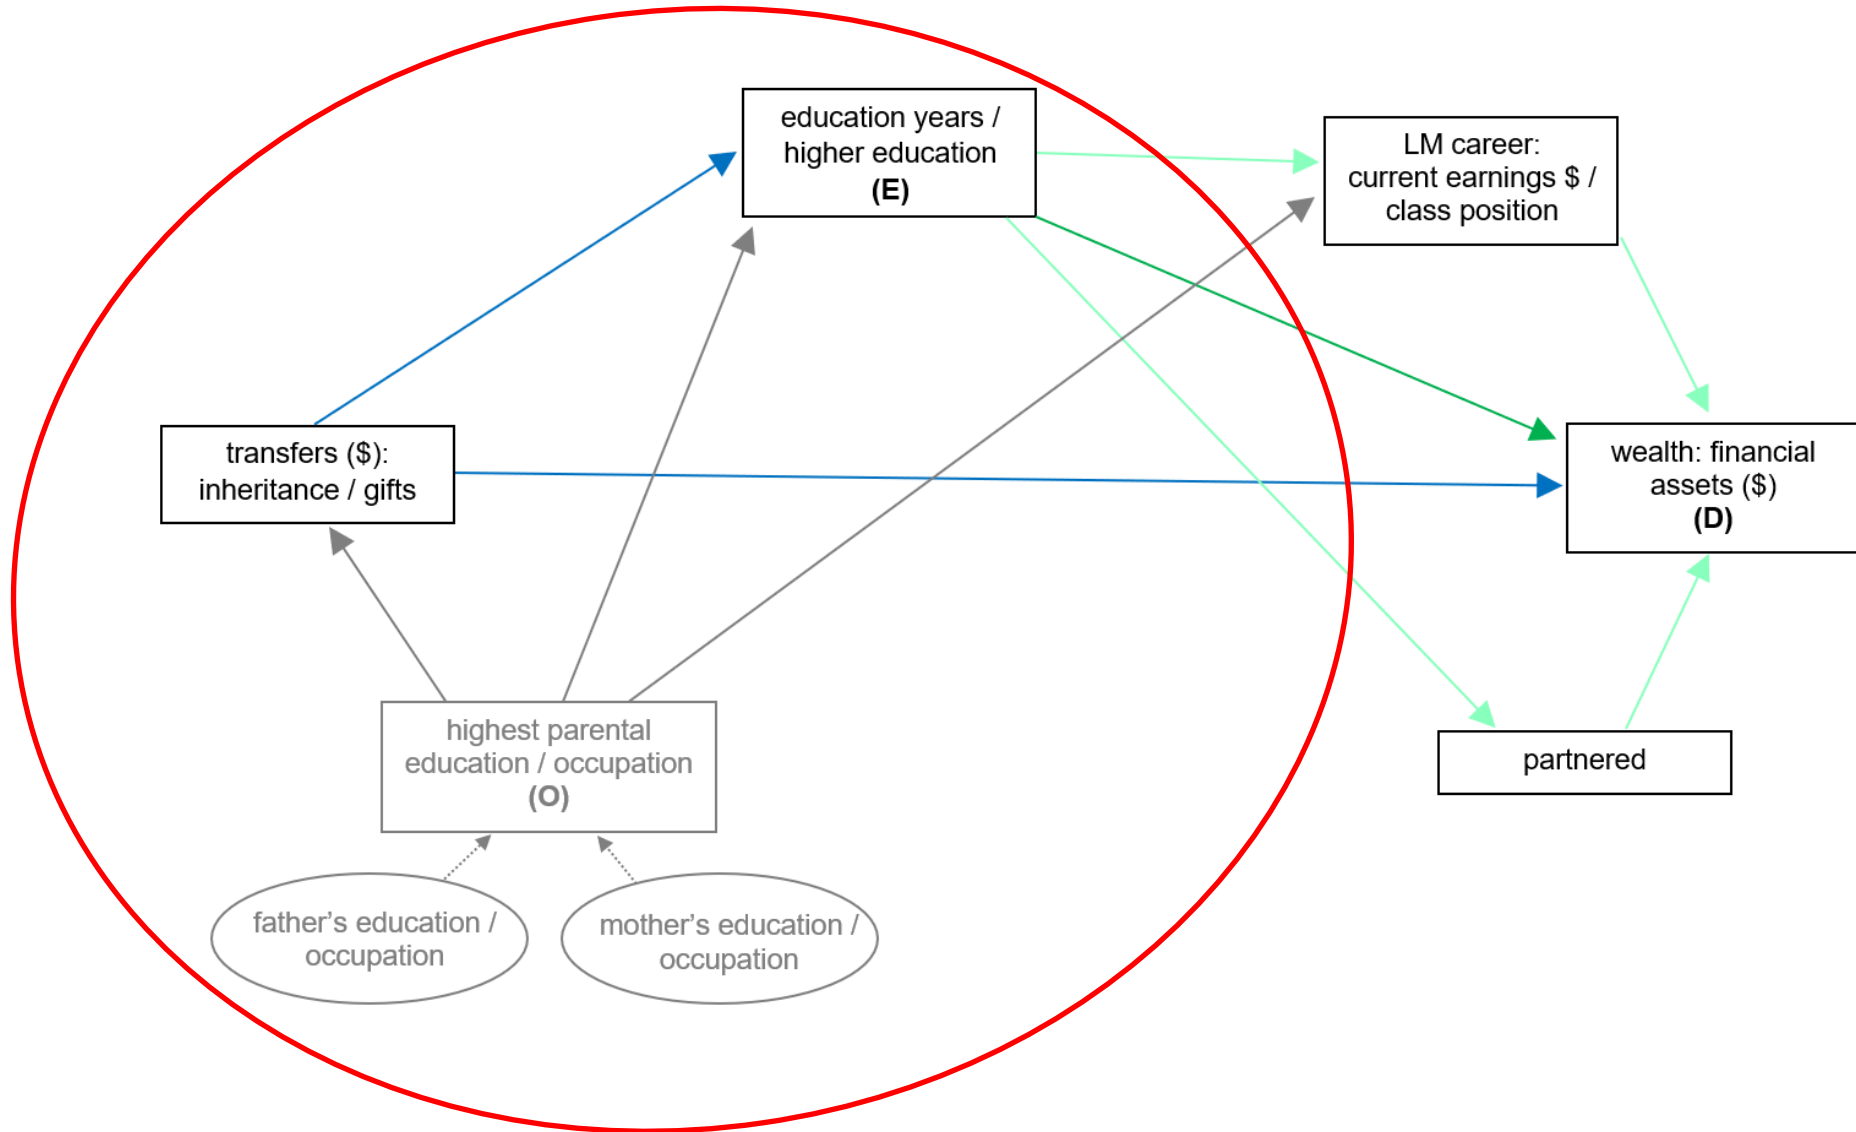 education years /
higher education
(E)
LM career:
current earnings $ /
class position
transfers ($):
inheritance / gifts
wealth: financial
assets ($)
(D)
highest parental
education / occupation
(O)
partnered
father’s education /
occupation
mother’s education /
occupation